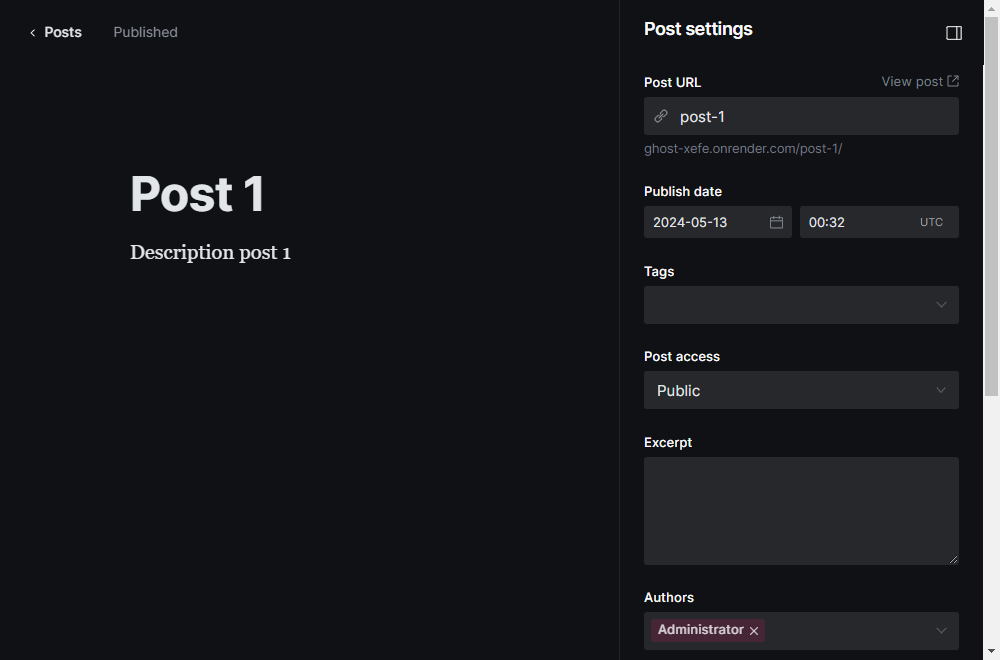 Posts
Published
Post 1
Description post 1
Post settings
Post URL
View post
post-1
ghost-xefe.onrender.com/post-1/
Publish date
2024-05-13
00:32
UTC
Tags
Post access
Public
Excerpt
Authors
Administrator